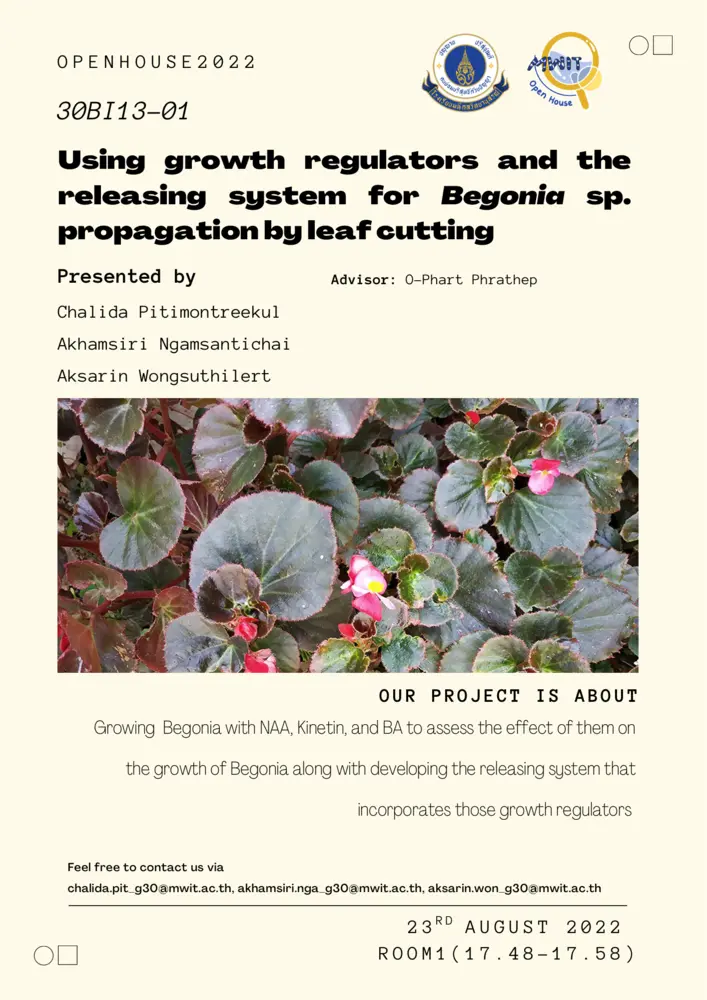 OPENHOUSE2022
MWIT
Open House
30BI13-01
Using growth regulators and the
releasing system for Begonia sp.
propagation by leaf cutting
Presented by
Advisor: O-Phart Phrathep
Chalida Pitimontreekul
Akhamsiri Ngamsantichai
Aksarin Wongsuthilert
OUR PROJECT IS ABOUT
Growing Begonia with NAA, Kinetin, and BA to assess the effect of them on
the growth of Begonia along with developing the releasing system that
incorporates those growth regulators
Feel free to contact us via
chalida.pit_g30@mwit.ac.th, akhamsiri.nga_g30@mwit.ac.th, aksarin.won_g30@mwit.ac.th
23RD AUGUST 2022
ROOM1(17.48-17.58)